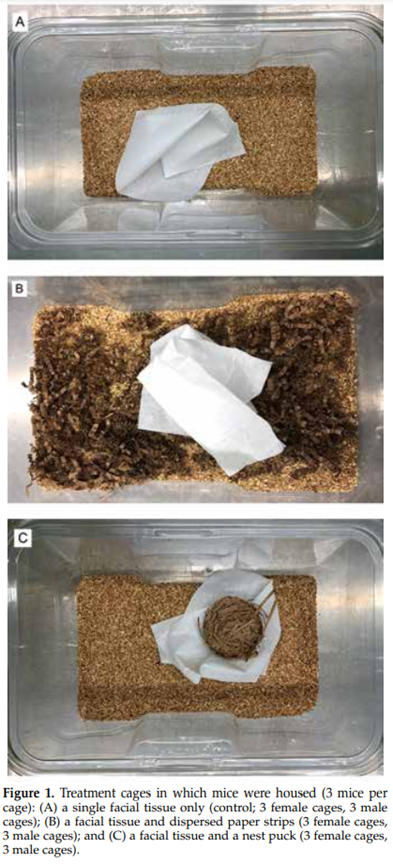 A
B
C
Figure 1. Treatment cages in which mice were housed (3 mice per
cage): (A) a single facial tissue only (control; 3 female cages, 3 male
cages); (B) a facial tissue and dispersed paper strips (3 female cages,
3 male cages); and (C) a facial tissue and a nest puck (3 female cages,
3 male cages).